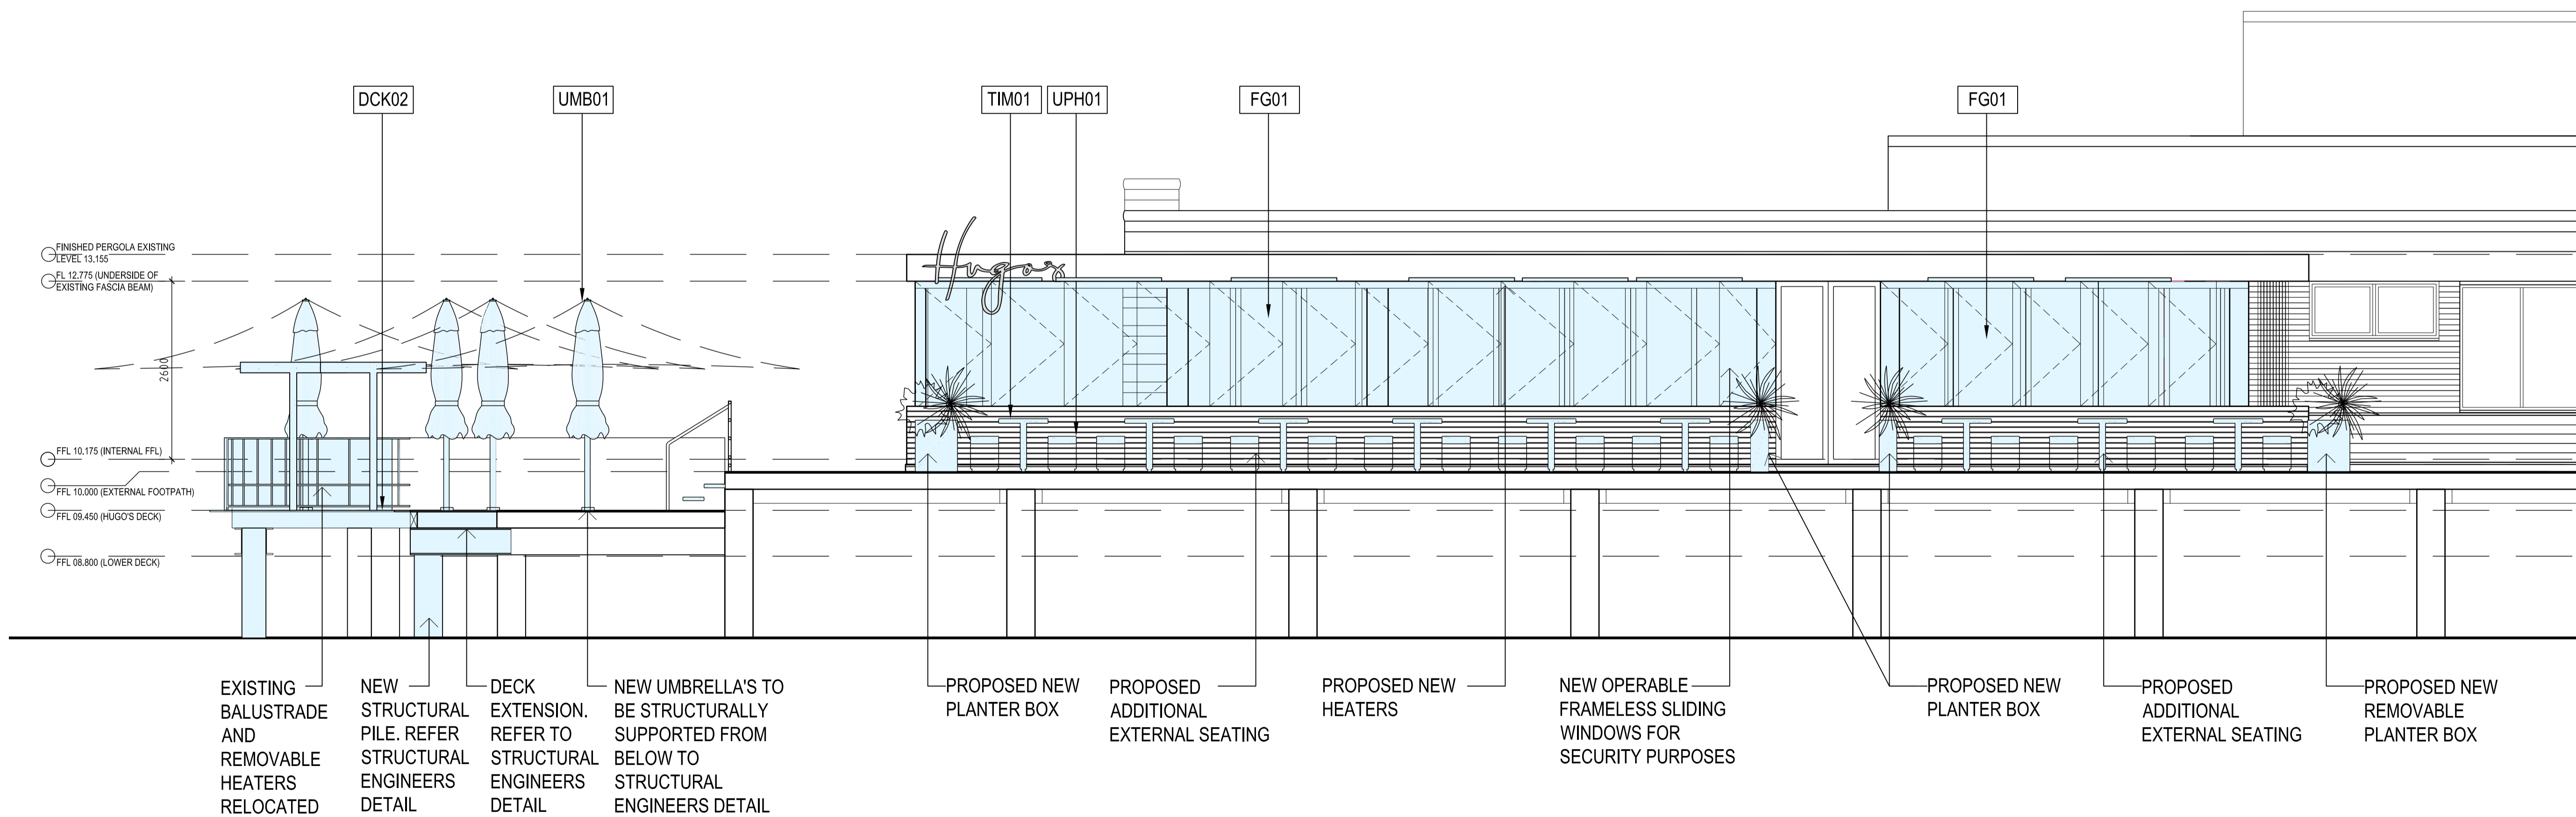 DCK02
UMB01
TIM01
UPH01
FG01
FG01
Hugos
FINISHED PERGOLA EXISTING
LEVEL 13.155
FL 12.775 (UNDERSIDE OF
EXISTING FASCIA BEAM)
2600
FFL 10.175 (INTERNAL FFL)
FFL 10.000 (EXTERNAL FOOTPATH)
FFL 09.450 (HUGO'S DECK)
FFL 08.800 (LOWER DECK)
EXISTING
BALUSTRADE
AND
REMOVABLE
HEATERS
RELOCATED
NEW
STRUCTURAL
PILE. REFER
STRUCTURAL
ENGINEERS
DETAIL
DECK
EXTENSION.
REFER TO
STRUCTURAL
ENGINEERS
DETAIL
NEW UMBRELLA'S TO
BE STRUCTURALLY
SUPPORTED FROM
BELOW TO
STRUCTURAL
ENGINEERS DETAIL
PROPOSED NEW
PLANTER BOX
PROPOSED
ADDITIONAL
EXTERNAL SEATING
PROPOSED NEW
HEATERS
NEW OPERABLE
FRAMELESS SLIDING
WINDOWS FOR
SECURITY PURPOSES
PROPOSED NEW
PLANTER BOX
PROPOSED
ADDITIONAL
EXTERNAL SEATING
PROPOSED NEW
REMOVABLE
PLANTER BOX